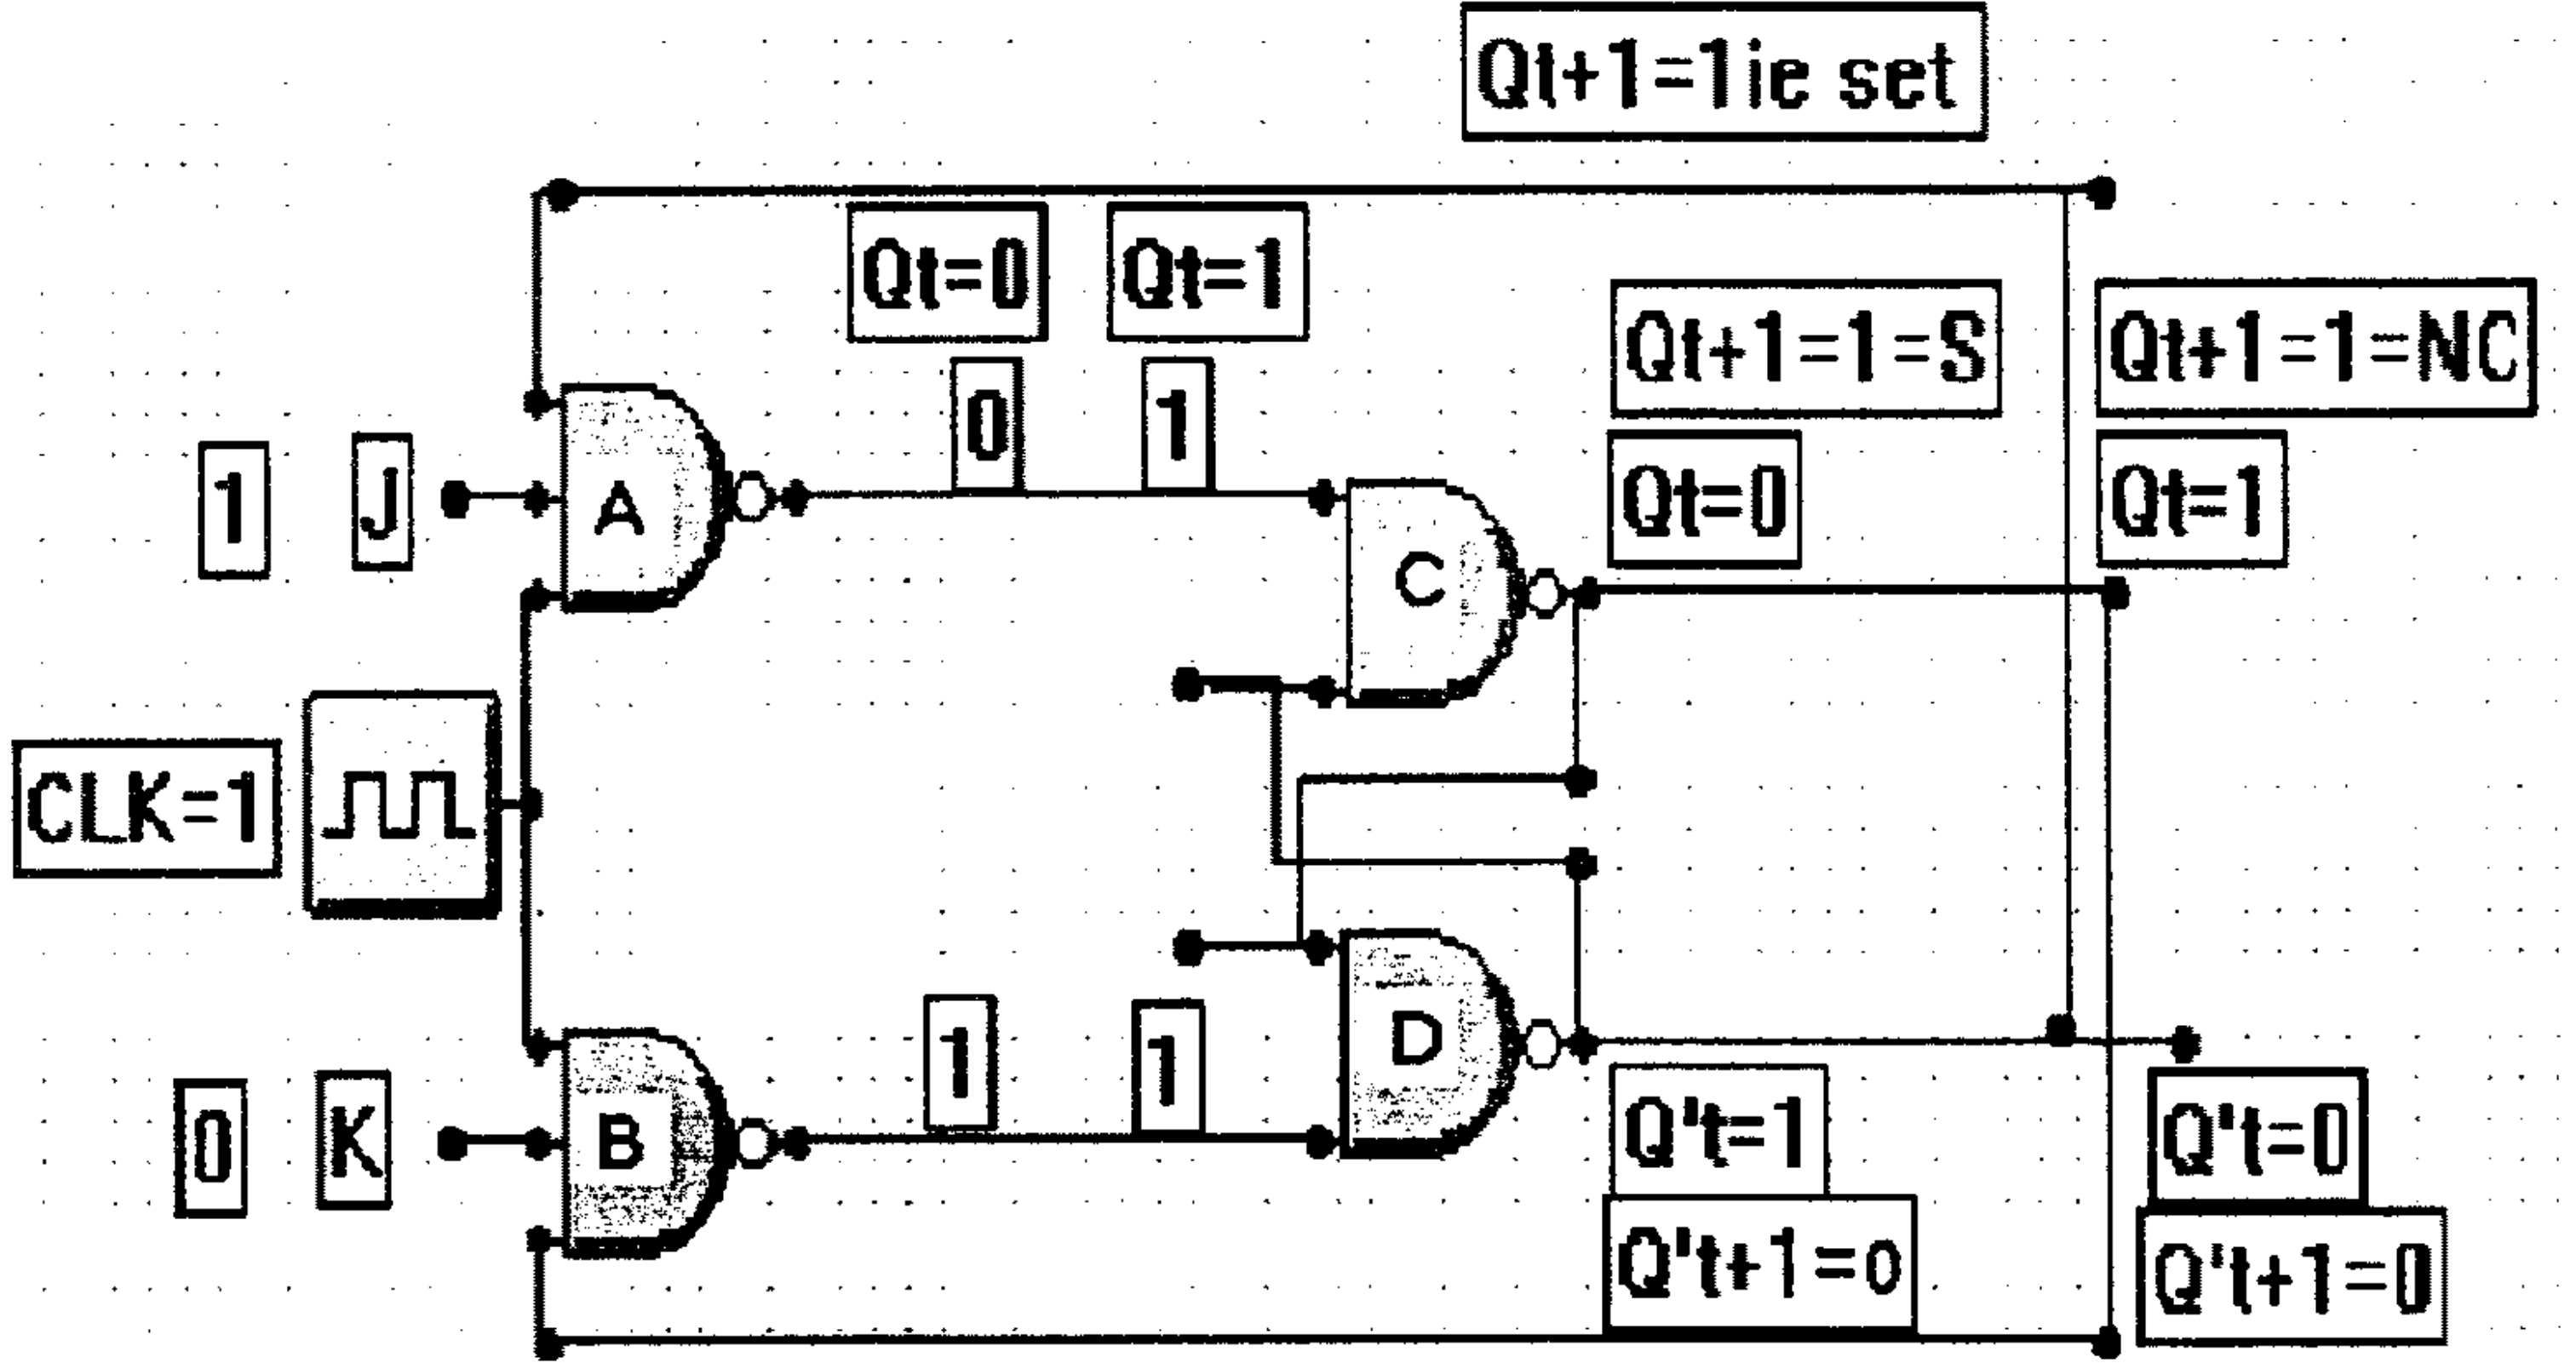 Qt+1=1ie set
Qt=0 Qt=1
Qt+1=1=S Qt+1=1=NC
0 1
1 J A
Qt=0 Qt=1
C
CLK=1
1 1
D
0 K B
Q't=1 Q't=0
Q't+1=o Q't+1=0